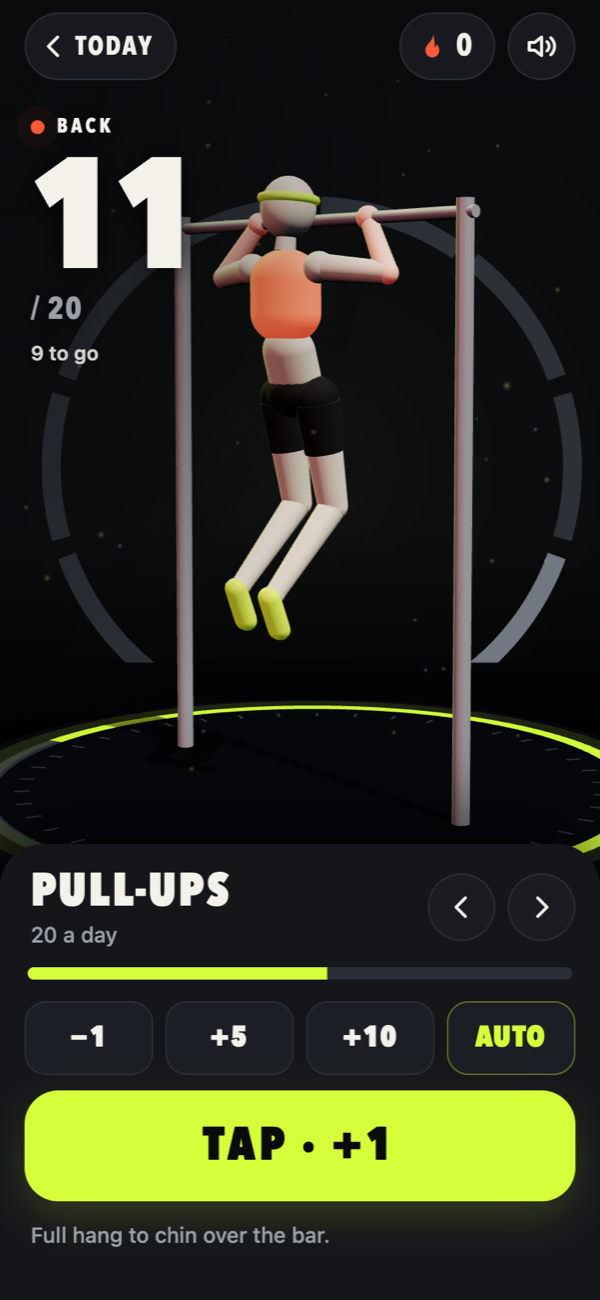 TODAY
0
BACK
11
/ 20
9 to go
PULL-UPS
20 a day
−1
+5
+10
AUTO
TAP · +1
Full hang to chin over the bar.